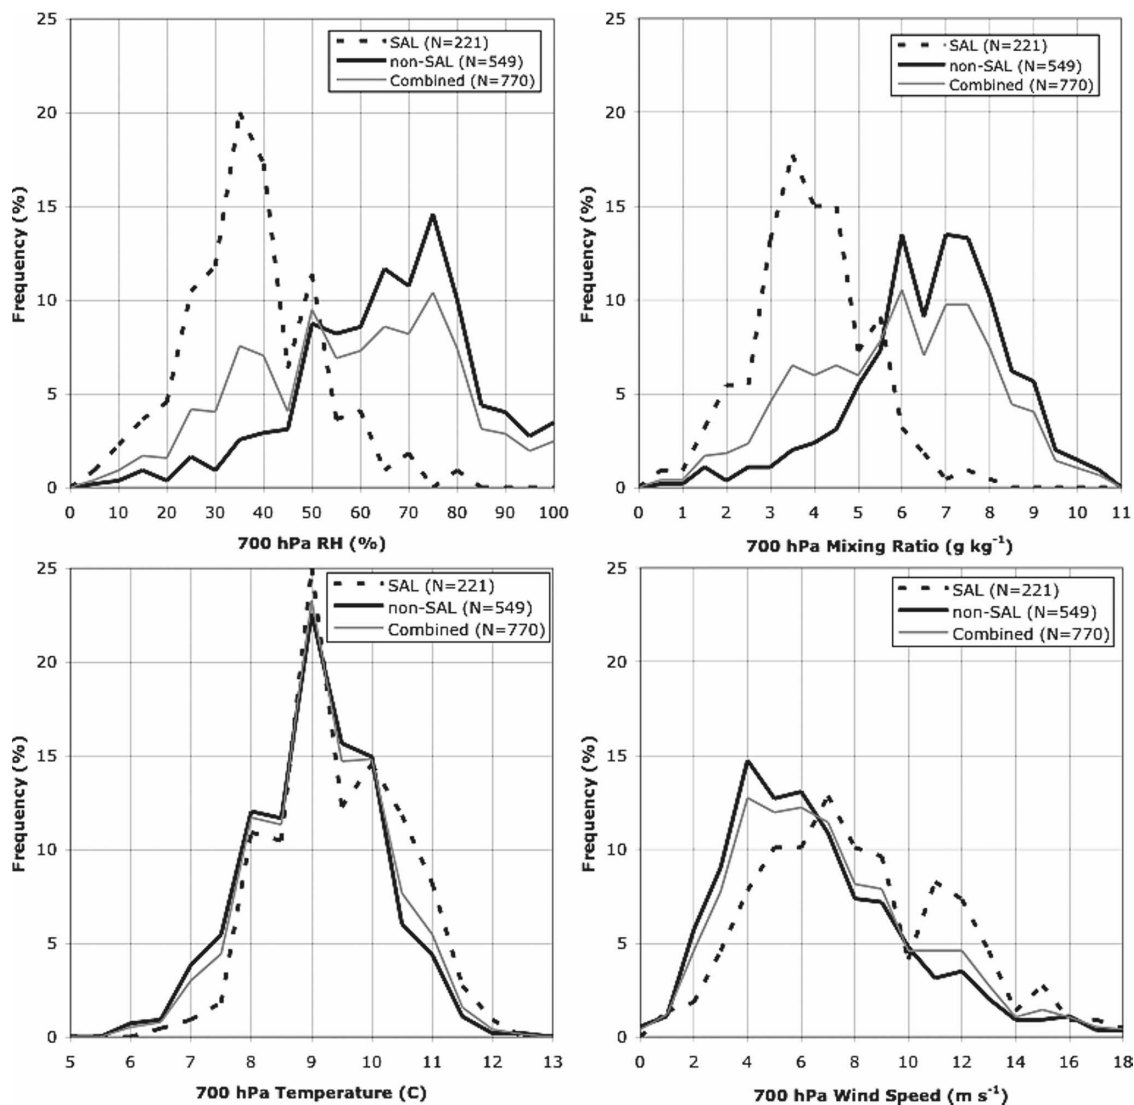 25
20
15
10
5
0
Frequency (%)
SAL (N=221)
non-SAL (N=549)
Combined (N=770)
0 10 20 30 40 50 60 70 80 90 100
700 hPa RH (%)
25
20
15
10
5
0
Frequency (%)
SAL (N=221)
non-SAL (N=549)
Combined (N=770)
0 1 2 3 4 5 6 7 8 9 10 11
700 hPa Mixing Ratio (g kg⁻¹)
25
20
15
10
5
0
Frequency (%)
SAL (N=221)
non-SAL (N=549)
Combined (N=770)
5 6 7 8 9 10 11 12 13
700 hPa Temperature (C)
25
20
15
10
5
0
Frequency (%)
SAL (N=221)
non-SAL (N=549)
Combined (N=770)
0 2 4 6 8 10 12 14 16 18
700 hPa Wind Speed (m s⁻¹)